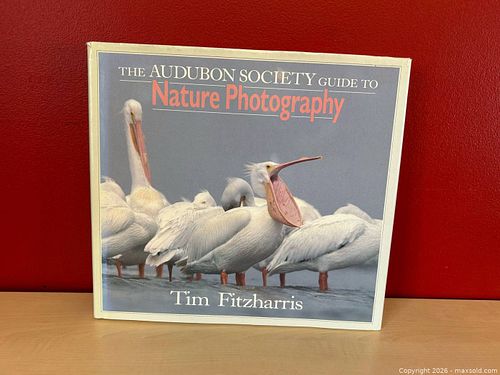 THE AUDUBON SOCIETY GUIDE TO
Nature Photography
Tim Fitzharris
Copyright 2026 - maxsold.com